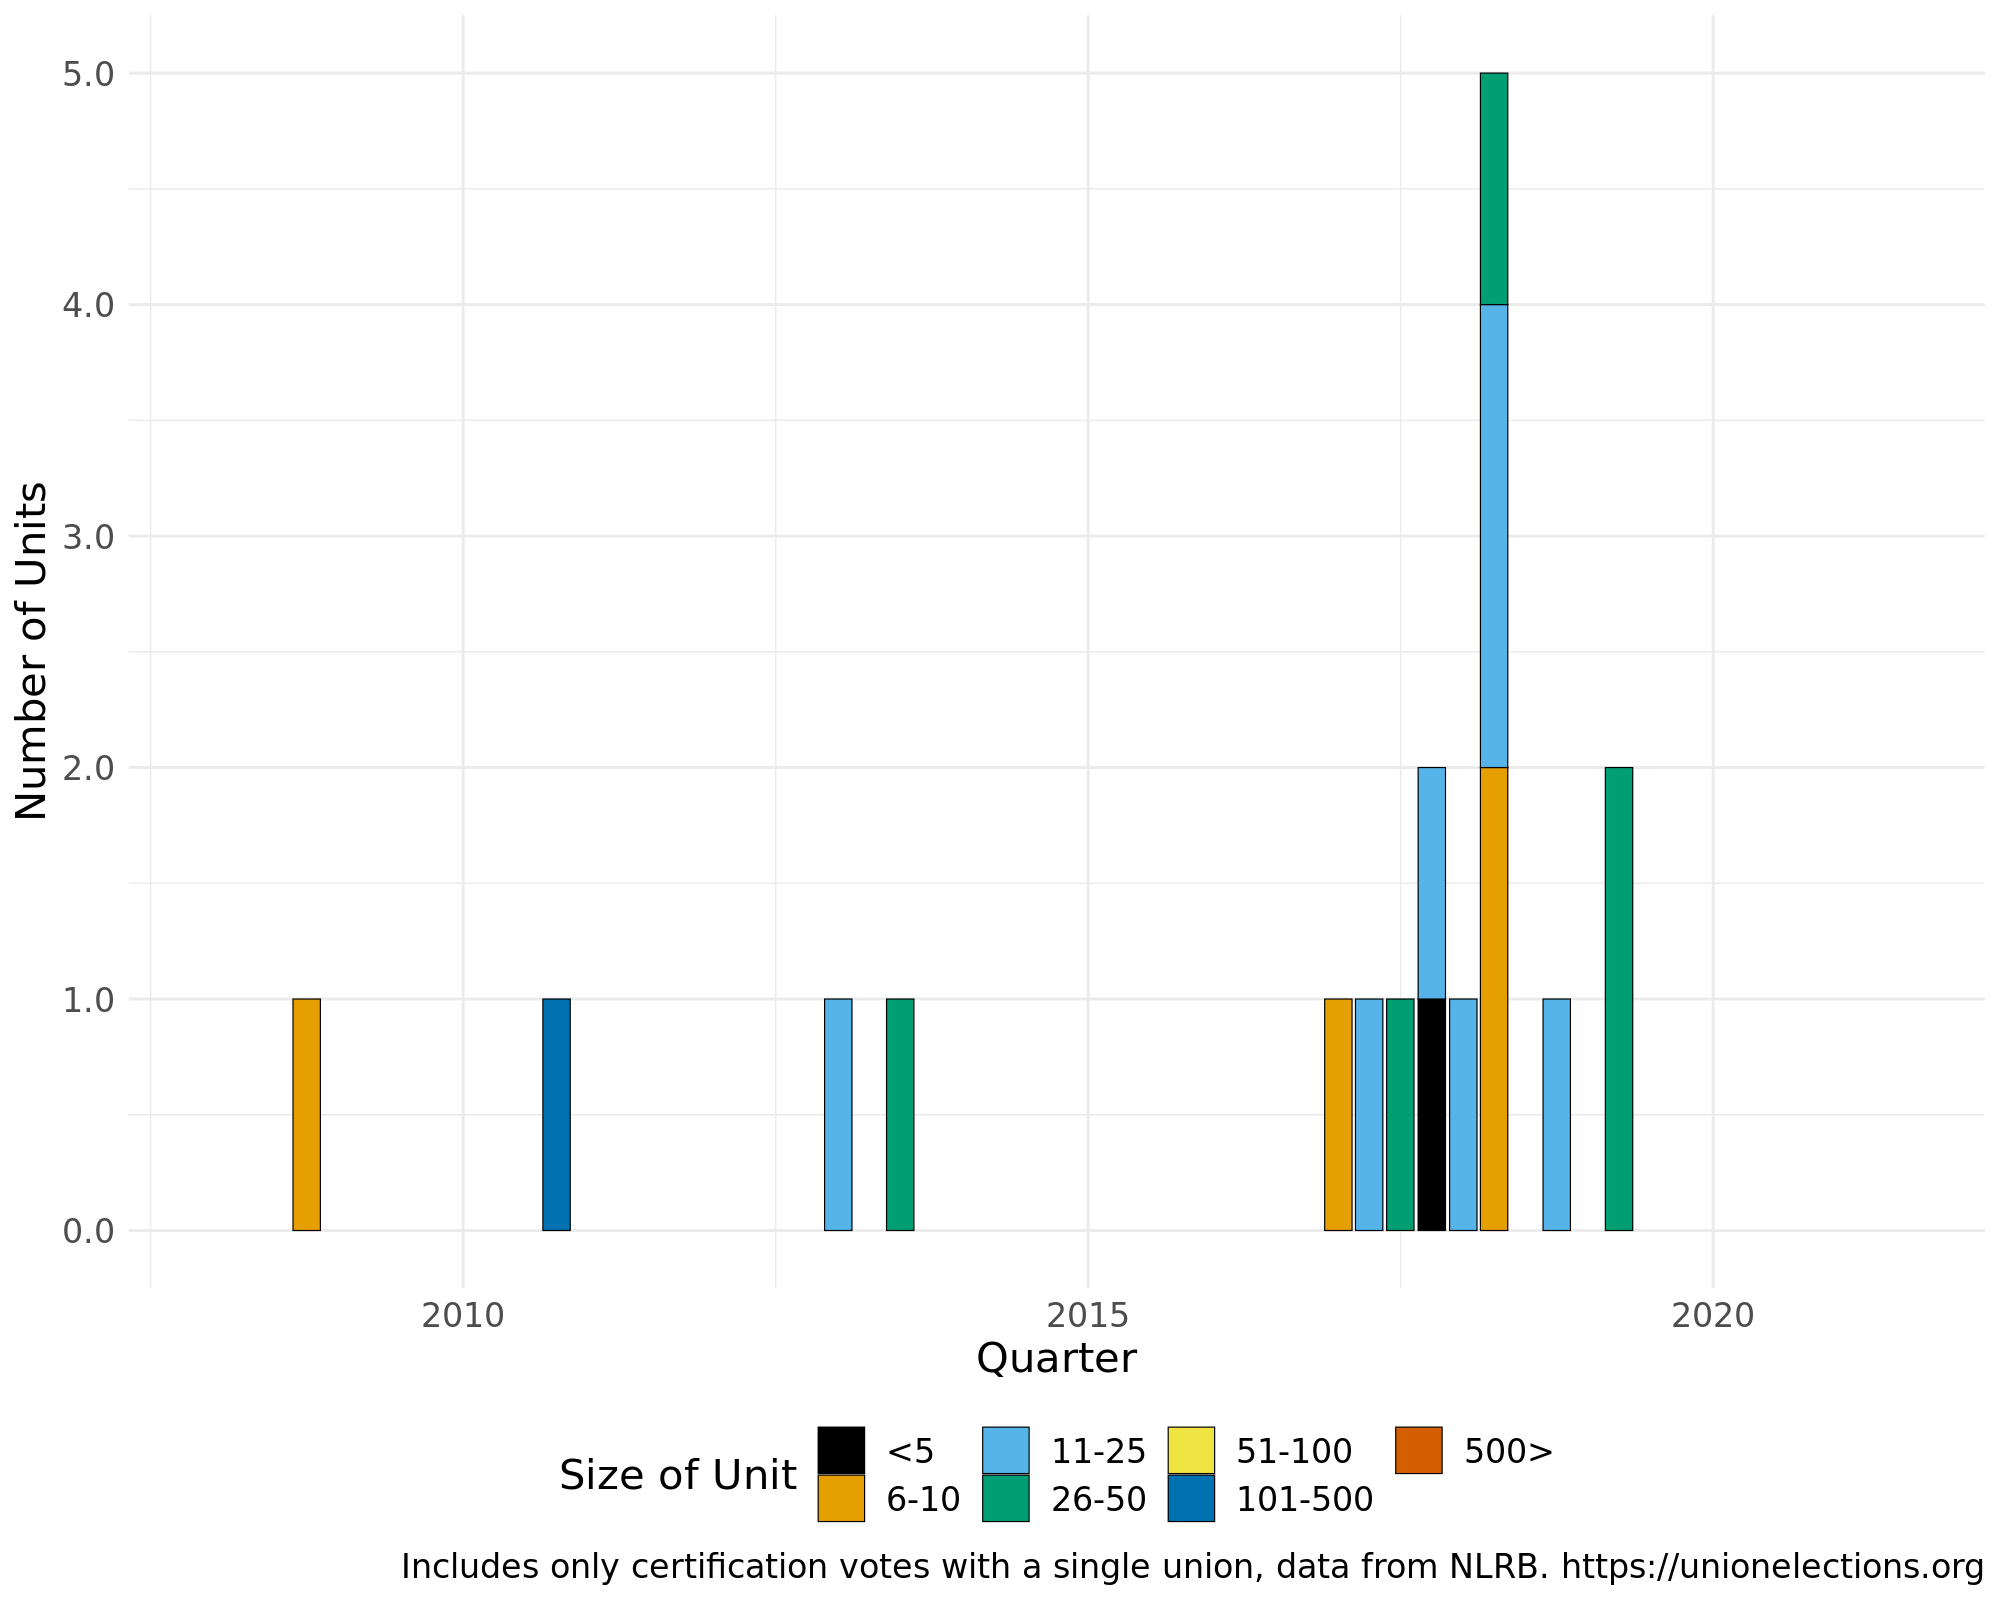 5.0
4.0
3.0
2.0
1.0
0.0
Number of Units
2010 2015 2020
Quarter
Size of Unit
<5 11-25 51-100 500>
6-10 26-50 101-500
Includes only certification votes with a single union, data from NLRB. https://unionelections.org